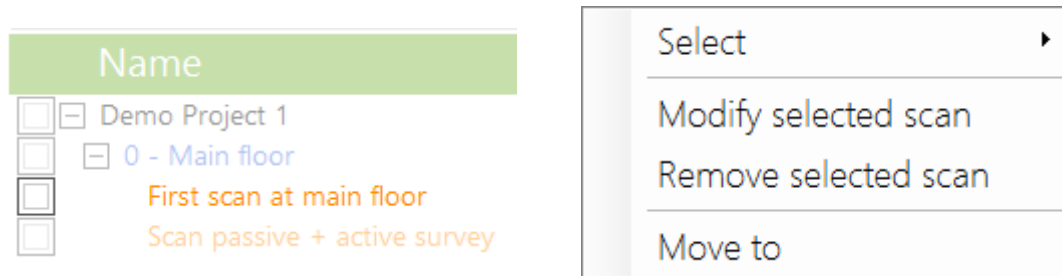 Name
Demo Project 1
0 - Main floor
First scan at main floor
Scan passive + active survey
Select
Modify selected scan
Remove selected scan
Move to